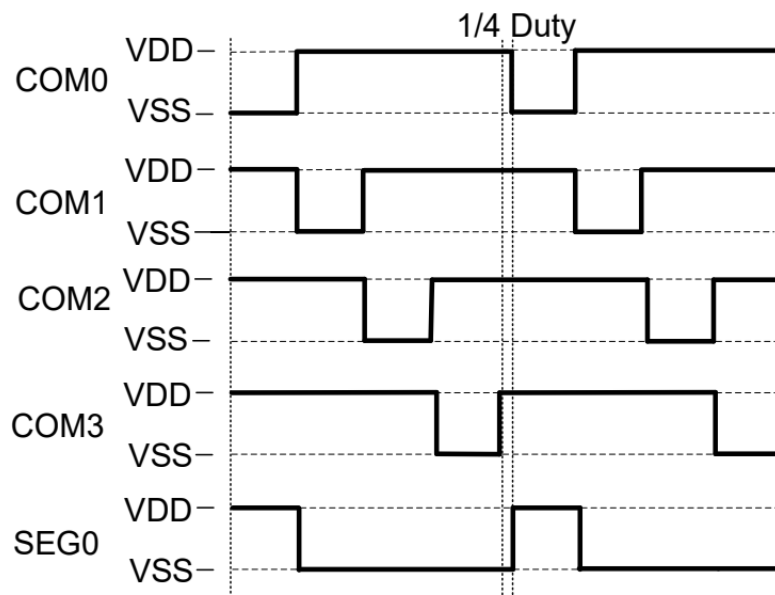 1/4 Duty
VDD
COM0
VSS
VDD
COM1
VSS
VDD
COM2
VSS
VDD
COM3
VSS
VDD
SEG0
VSS